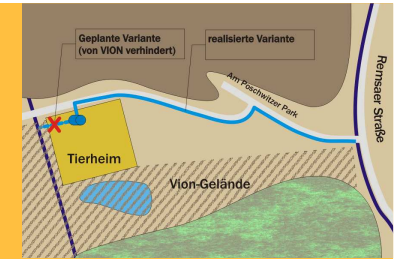 Geplante Variante
(von VION verhindert)
realisierte Variante
Am Poschwitzer Park
Remsaer Straße
Tierheim
Vion-Gelände